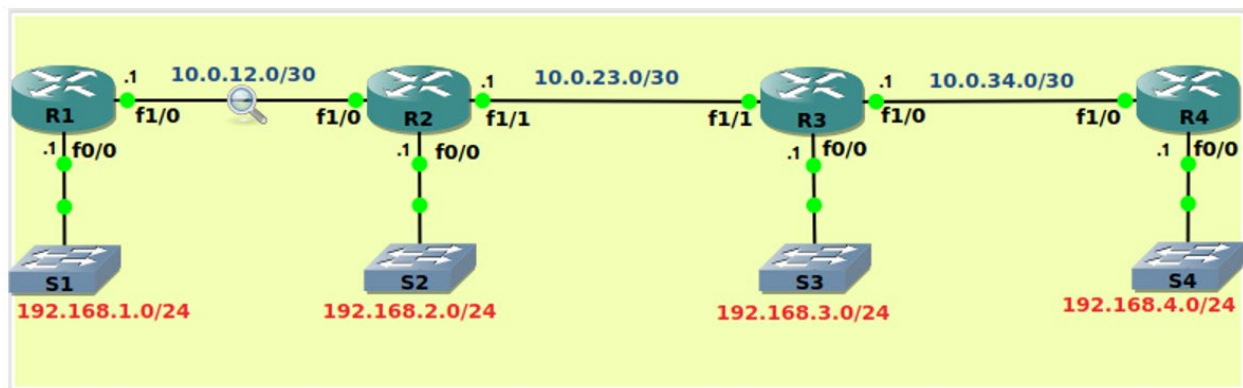 .1 10.0.12.0/30 .1 10.0.23.0/30 .1 10.0.34.0/30
R1 f1/0 f1/0 R2 f1/1 f1/1 R3 f1/0 f1/0 R4
.1 f0/0 .1 f0/0 .1 f0/0 .1 f0/0
S1 S2 S3 S4
192.168.1.0/24 192.168.2.0/24 192.168.3.0/24 192.168.4.0/24